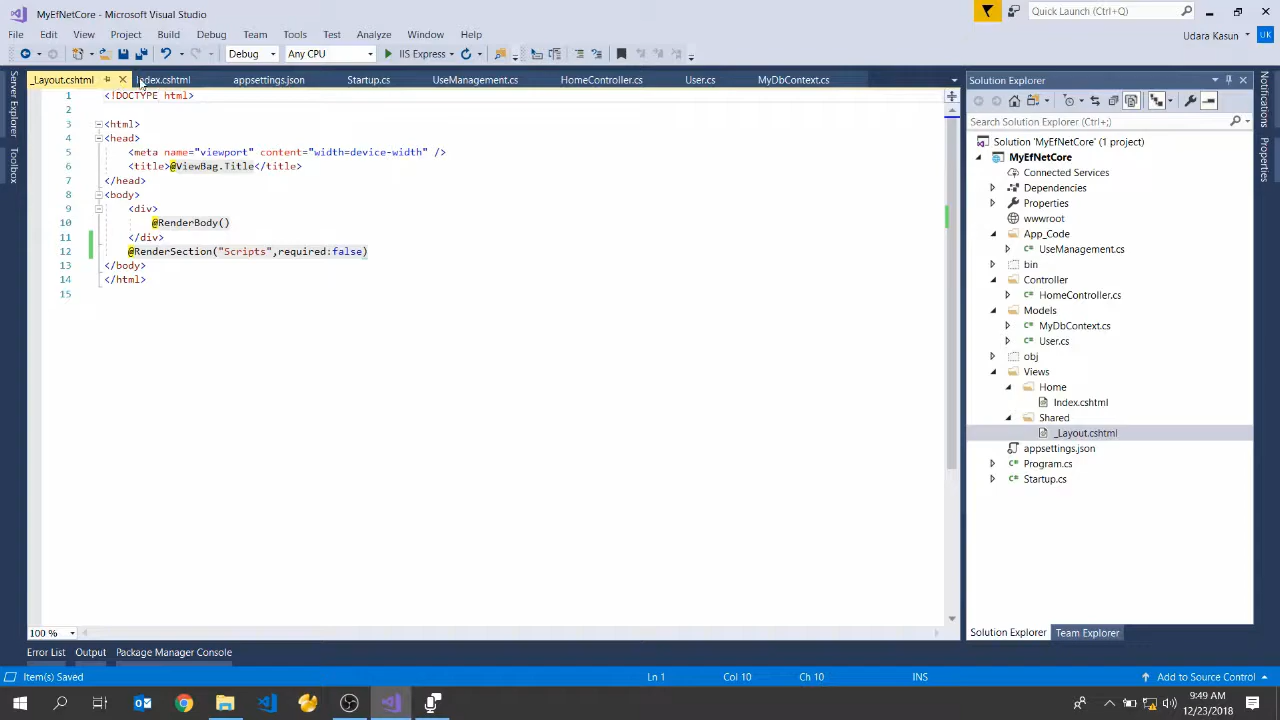 MyEfNetCore - Microsoft Visual Studio
Quick Launch (Ctrl+Q)
File Edit View Project Build Debug Team Tools Test Analyze Window Help
Udara Kasun UK
Debug Any CPU IIS Express
_Layout.cshtml Index.cshtml appsettings.json Startup.cs UseManagement.cs HomeController.cs User.cs MyDbContext.cs
Server Explorer
Toolbox
1 <!DOCTYPE html>
2
3 <html>
4 <head>
5 <meta name="viewport" content="width=device-width" />
6 <title>@ViewBag.Title</title>
7 </head>
8 <body>
9 <div>
10 @RenderBody()
11 </div>
12 @RenderSection("Scripts",required:false)
13 </body>
14 </html>
15
100 %
Solution Explorer
Search Solution Explorer (Ctrl+;)
Solution 'MyEfNetCore' (1 project)
MyEfNetCore
Connected Services
Dependencies
Properties
wwwroot
App_Code
UseManagement.cs
bin
Controller
HomeController.cs
Models
MyDbContext.cs
User.cs
obj
Views
Home
Index.cshtml
Shared
_Layout.cshtml
appsettings.json
Program.cs
Startup.cs
Solution Explorer Team Explorer
Notifications
Properties
Error List Output Package Manager Console
Item(s) Saved Ln 1 Col 10 Ch 10 INS Add to Source Control
9:49 AM
12/23/2018